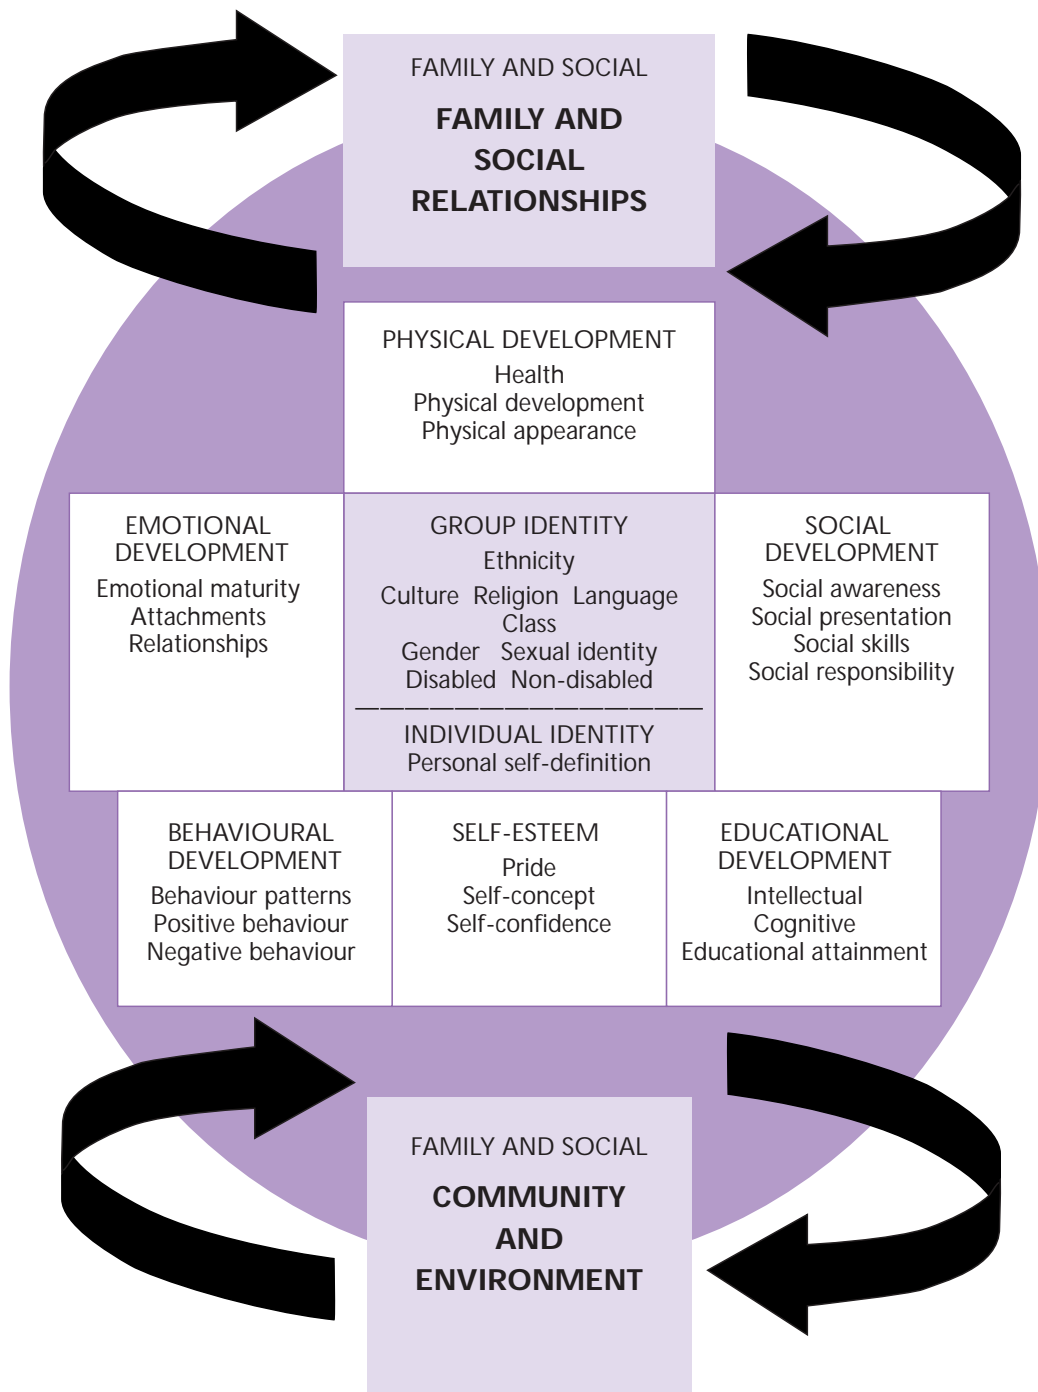 FAMILY AND SOCIAL
FAMILY AND
SOCIAL
RELATIONSHIPS
PHYSICAL DEVELOPMENT
Health
Physical development
Physical appearance
EMOTIONAL
DEVELOPMENT
Emotional maturity
Attachments
Relationships
GROUP IDENTITY
Ethnicity
Culture Religion Language
Class
Gender Sexual identity
Disabled Non-disabled
INDIVIDUAL IDENTITY
Personal self-definition
SOCIAL
DEVELOPMENT
Social awareness
Social presentation
Social skills
Social responsibility
BEHAVIOURAL
DEVELOPMENT
Behaviour patterns
Positive behaviour
Negative behaviour
SELF-ESTEEM
Pride
Self-concept
Self-confidence
EDUCATIONAL
DEVELOPMENT
Intellectual
Cognitive
Educational attainment
FAMILY AND SOCIAL
COMMUNITY
AND
ENVIRONMENT